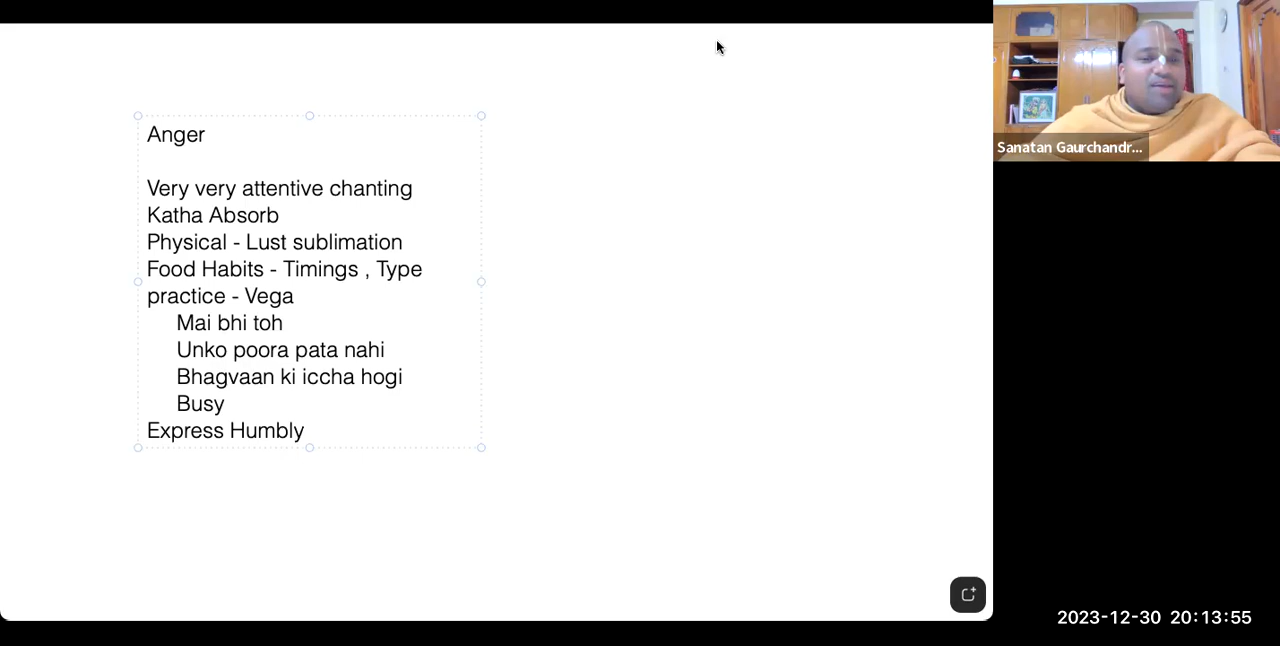 Anger
Very very attentive chanting
Katha Absorb
Physical - Lust sublimation
Food Habits - Timings , Type
practice - Vega
Mai bhi toh
Unko poora pata nahi
Bhagvaan ki iccha hogi
Busy
Express Humbly
Sanatan Gaurchandr...
2023-12-30 20:13:55